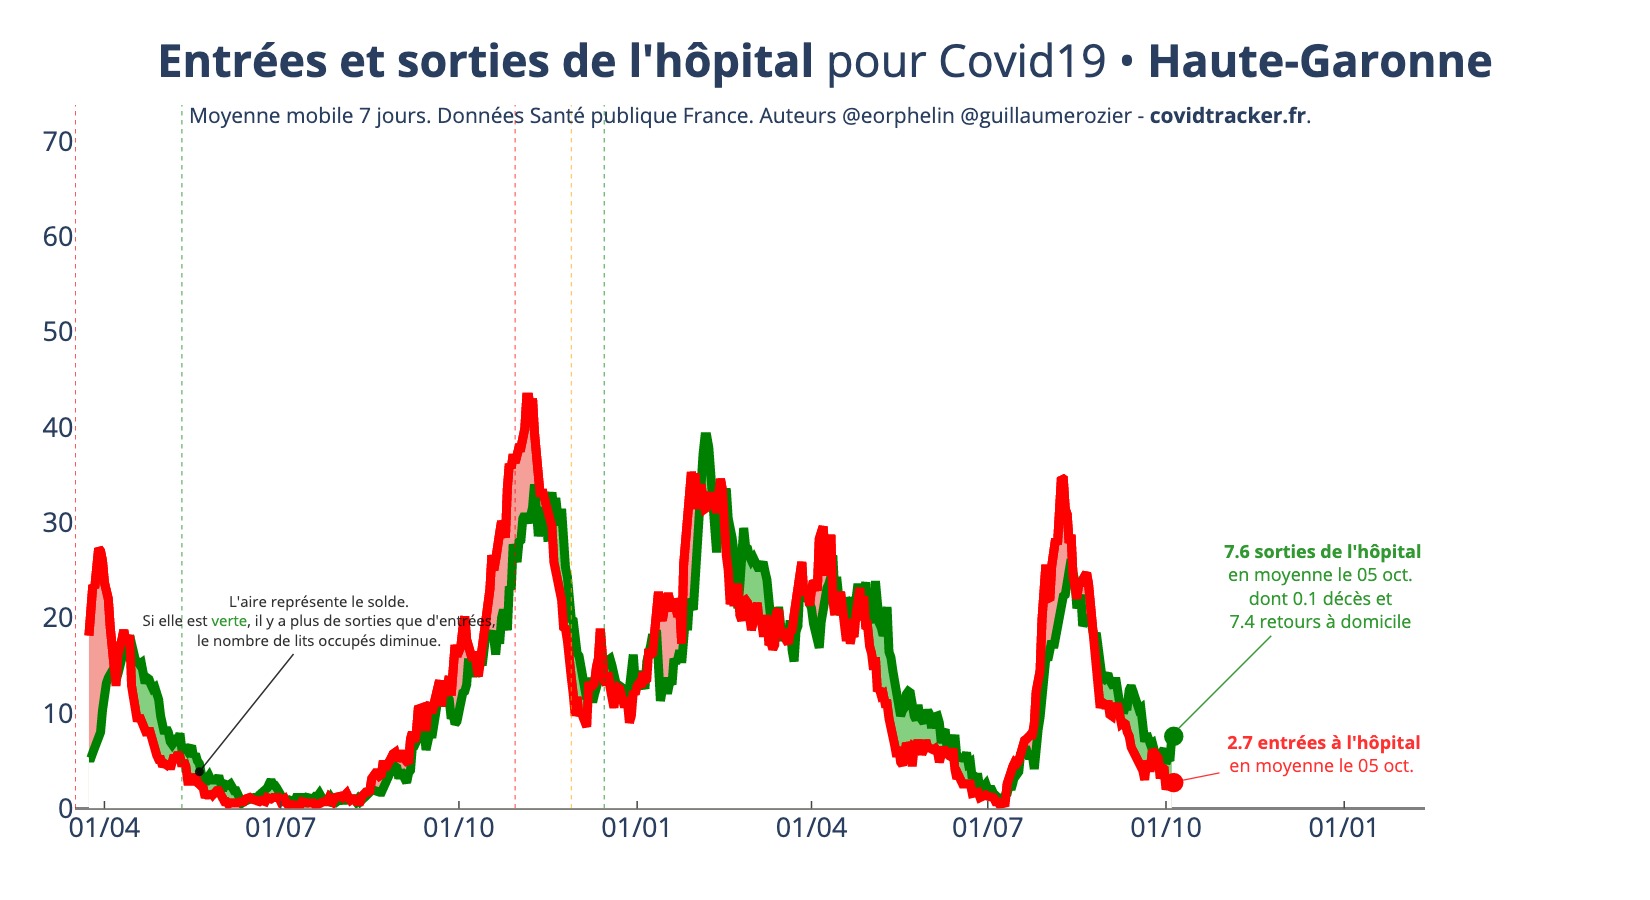 Entrées et sorties de l'hôpital pour Covid19 • Haute-Garonne
Moyenne mobile 7 jours. Données Santé publique France. Auteurs @eorphelin @guillaumerozier - covidtracker.fr.
70
60
50
40
30
20
10
0
L'aire représente le solde.
Si elle est verte, il y a plus de sorties que d'entrées,
le nombre de lits occupés diminue.
7.6 sorties de l'hôpital
en moyenne le 05 oct.
dont 0.1 décès et
7.4 retours à domicile
2.7 entrées à l'hôpital
en moyenne le 05 oct.
01/04 01/07 01/10 01/01 01/04 01/07 01/10 01/01